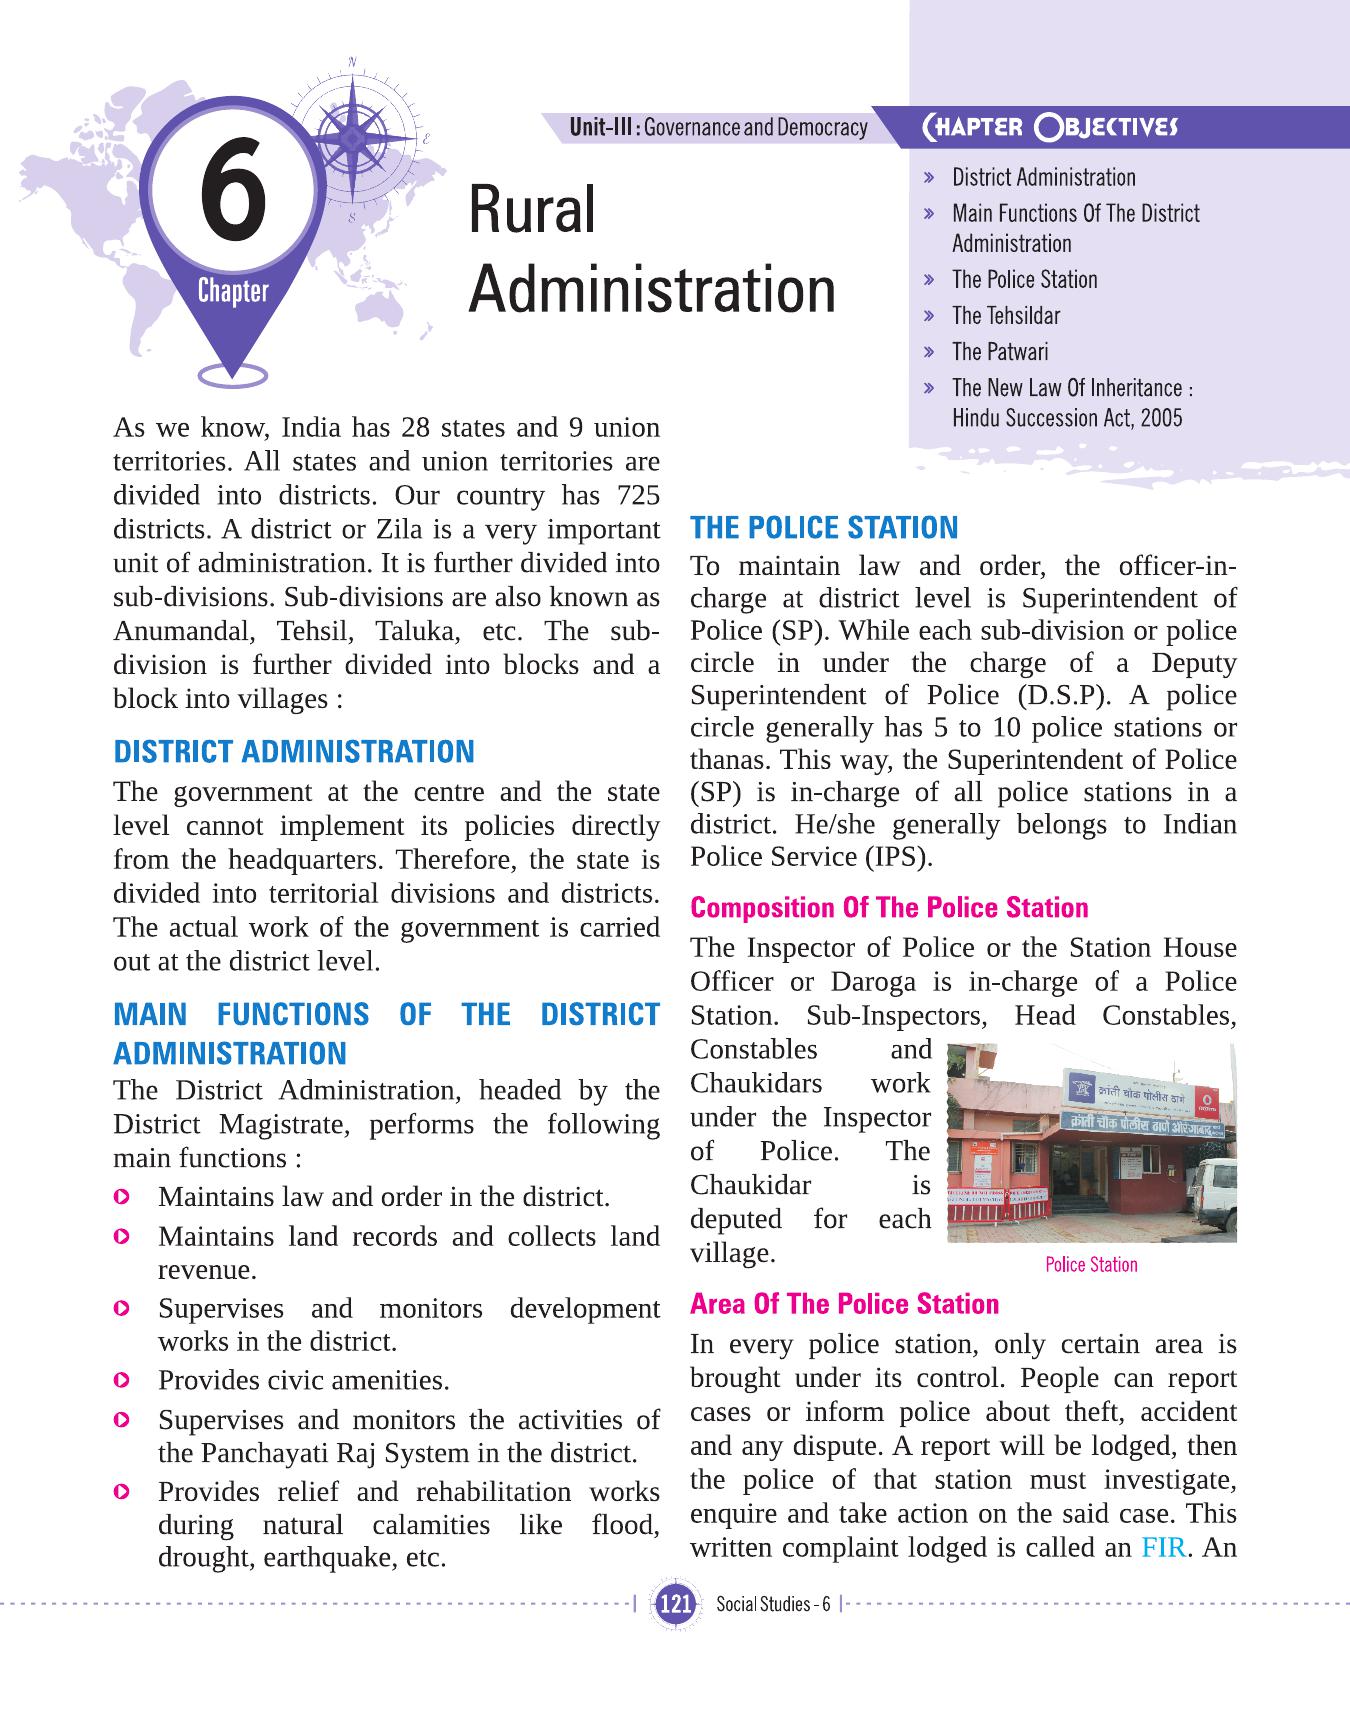 N
E
S
6
Chapter
Rural
Administration
Unit-III : Governance and Democracy
CHAPTER OBJECTIVES
» District Administration
» Main Functions Of The District
Administration
» The Police Station
» The Tehsildar
» The Patwari
» The New Law Of Inheritance :
Hindu Succession Act, 2005
As we know, India has 28 states and 9 union
territories. All states and union territories are
divided into districts. Our country has 725
districts. A district or Zila is a very important
unit of administration. It is further divided into
sub-divisions. Sub-divisions are also known as
Anumandal, Tehsil, Taluka, etc. The sub-
division is further divided into blocks and a
block into villages :
DISTRICT ADMINISTRATION
The government at the centre and the state
level cannot implement its policies directly
from the headquarters. Therefore, the state is
divided into territorial divisions and districts.
The actual work of the government is carried
out at the district level.
MAIN FUNCTIONS OF THE DISTRICT
ADMINISTRATION
The District Administration, headed by the
District Magistrate, performs the following
main functions :
Maintains law and order in the district.
Maintains land records and collects land
revenue.
Supervises and monitors development
works in the district.
Provides civic amenities.
Supervises and monitors the activities of
the Panchayati Raj System in the district.
Provides relief and rehabilitation works
during natural calamities like flood,
drought, earthquake, etc.
THE POLICE STATION
To maintain law and order, the officer-in-
charge at district level is Superintendent of
Police (SP). While each sub-division or police
circle in under the charge of a Deputy
Superintendent of Police (D.S.P). A police
circle generally has 5 to 10 police stations or
thanas. This way, the Superintendent of Police
(SP) is in-charge of all police stations in a
district. He/she generally belongs to Indian
Police Service (IPS).
Composition Of The Police Station
The Inspector of Police or the Station House
Officer or Daroga is in-charge of a Police
Station. Sub-Inspectors, Head Constables,
Constables and
Chaukidars work
under the Inspector
of Police. The
Chaukidar is
deputed for each
village.
क्रांती चौक पोलीस ठाणे
क्रांती चौक पोलीस ठाणे औरंगाबाद
Police Station
Area Of The Police Station
In every police station, only certain area is
brought under its control. People can report
cases or inform police about theft, accident
and any dispute. A report will be lodged, then
the police of that station must investigate,
enquire and take action on the said case. This
written complaint lodged is called an FIR. An
121 Social Studies - 6